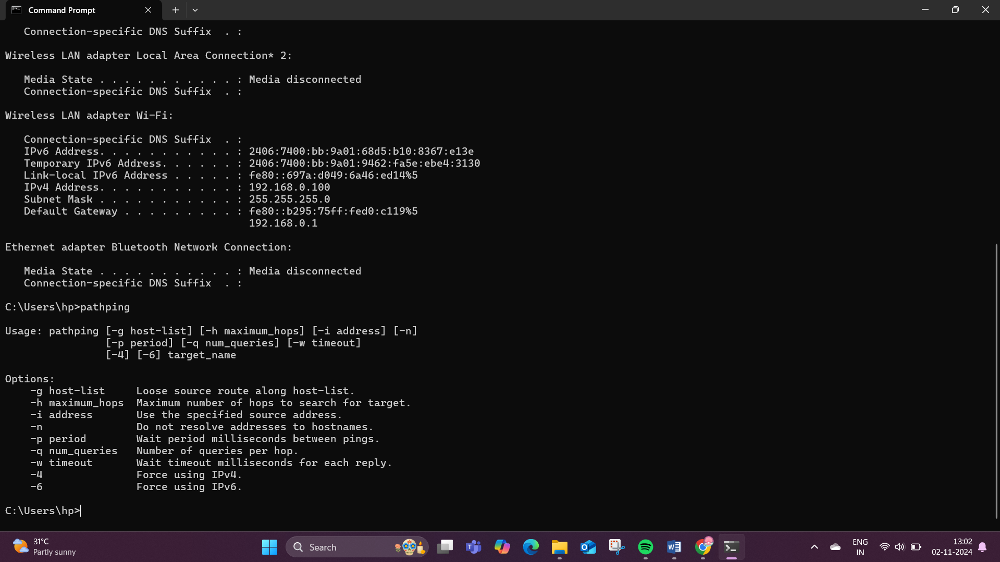 Command Prompt
   Connection-specific DNS Suffix  . :
Wireless LAN adapter Local Area Connection* 2:
   Media State . . . . . . . . . . . : Media disconnected
   Connection-specific DNS Suffix  . :
Wireless LAN adapter Wi-Fi:
   Connection-specific DNS Suffix  . :
   IPv6 Address. . . . . . . . . . . : 2406:7400:bb:9a01:68d5:b10:8367:e13e
   Temporary IPv6 Address. . . . . . : 2406:7400:bb:9a01:9462:fa5e:ebe4:3130
   Link-local IPv6 Address . . . . . : fe80::697a:d049:6a46:ed14%5
   IPv4 Address. . . . . . . . . . . : 192.168.0.100
   Subnet Mask . . . . . . . . . . . : 255.255.255.0
   Default Gateway . . . . . . . . . : fe80::b295:75ff:fed0:c119%5
                                       192.168.0.1
Ethernet adapter Bluetooth Network Connection:
   Media State . . . . . . . . . . . : Media disconnected
   Connection-specific DNS Suffix  . :
C:\Users\hp>pathping
Usage: pathping [-g host-list] [-h maximum_hops] [-i address] [-n]
                [-p period] [-q num_queries] [-w timeout]
                [-4] [-6] target_name
Options:
    -g host-list     Loose source route along host-list.
    -h maximum_hops  Maximum number of hops to search for target.
    -i address       Use the specified source address.
    -n               Do not resolve addresses to hostnames.
    -p period        Wait period milliseconds between pings.
    -q num_queries   Number of queries per hop.
    -w timeout       Wait timeout milliseconds for each reply.
    -4               Force using IPv4.
    -6               Force using IPv6.
C:\Users\hp>
31°C
Partly sunny
Search
ENG
IN
13:02
02-11-2024